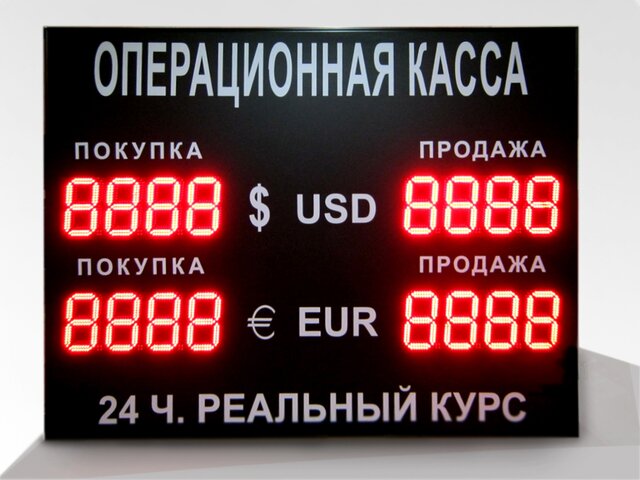 ОПЕРАЦИОННАЯ КАССА
ПОКУПКА ПРОДАЖА
8888 $ USD 8888
ПОКУПКА ПРОДАЖА
8888 € EUR 8888
24 Ч. РЕАЛЬНЫЙ КУРС